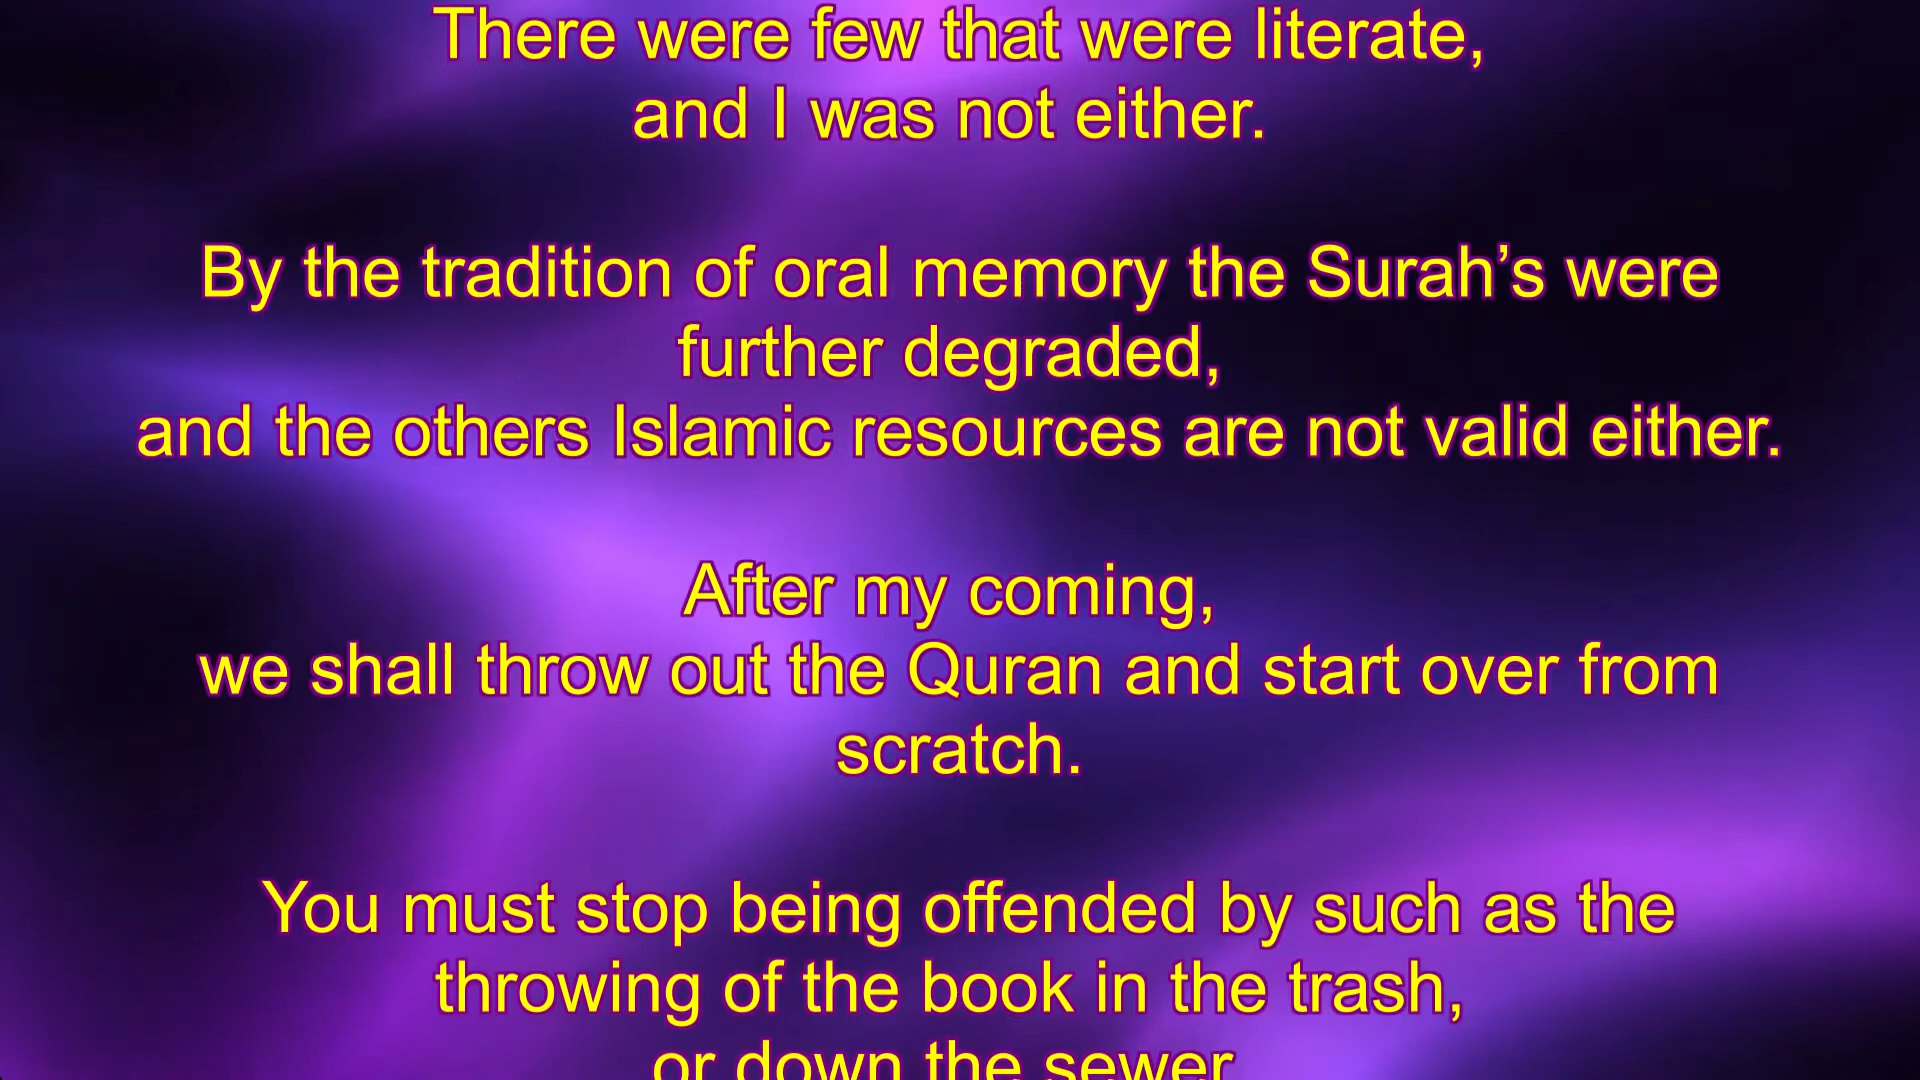 There were few that were literate,
and I was not either.
By the tradition of oral memory the Surah’s were
further degraded,
and the others Islamic resources are not valid either.
After my coming,
we shall throw out the Quran and start over from
scratch.
You must stop being offended by such as the
throwing of the book in the trash,
or down the sewer